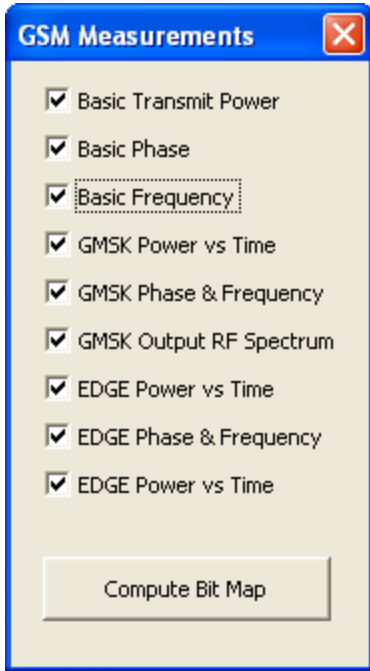 GSM Measurements
Basic Transmit Power
Basic Phase
Basic Frequency
GMSK Power vs Time
GMSK Phase & Frequency
GMSK Output RF Spectrum
EDGE Power vs Time
EDGE Phase & Frequency
EDGE Power vs Time
Compute Bit Map